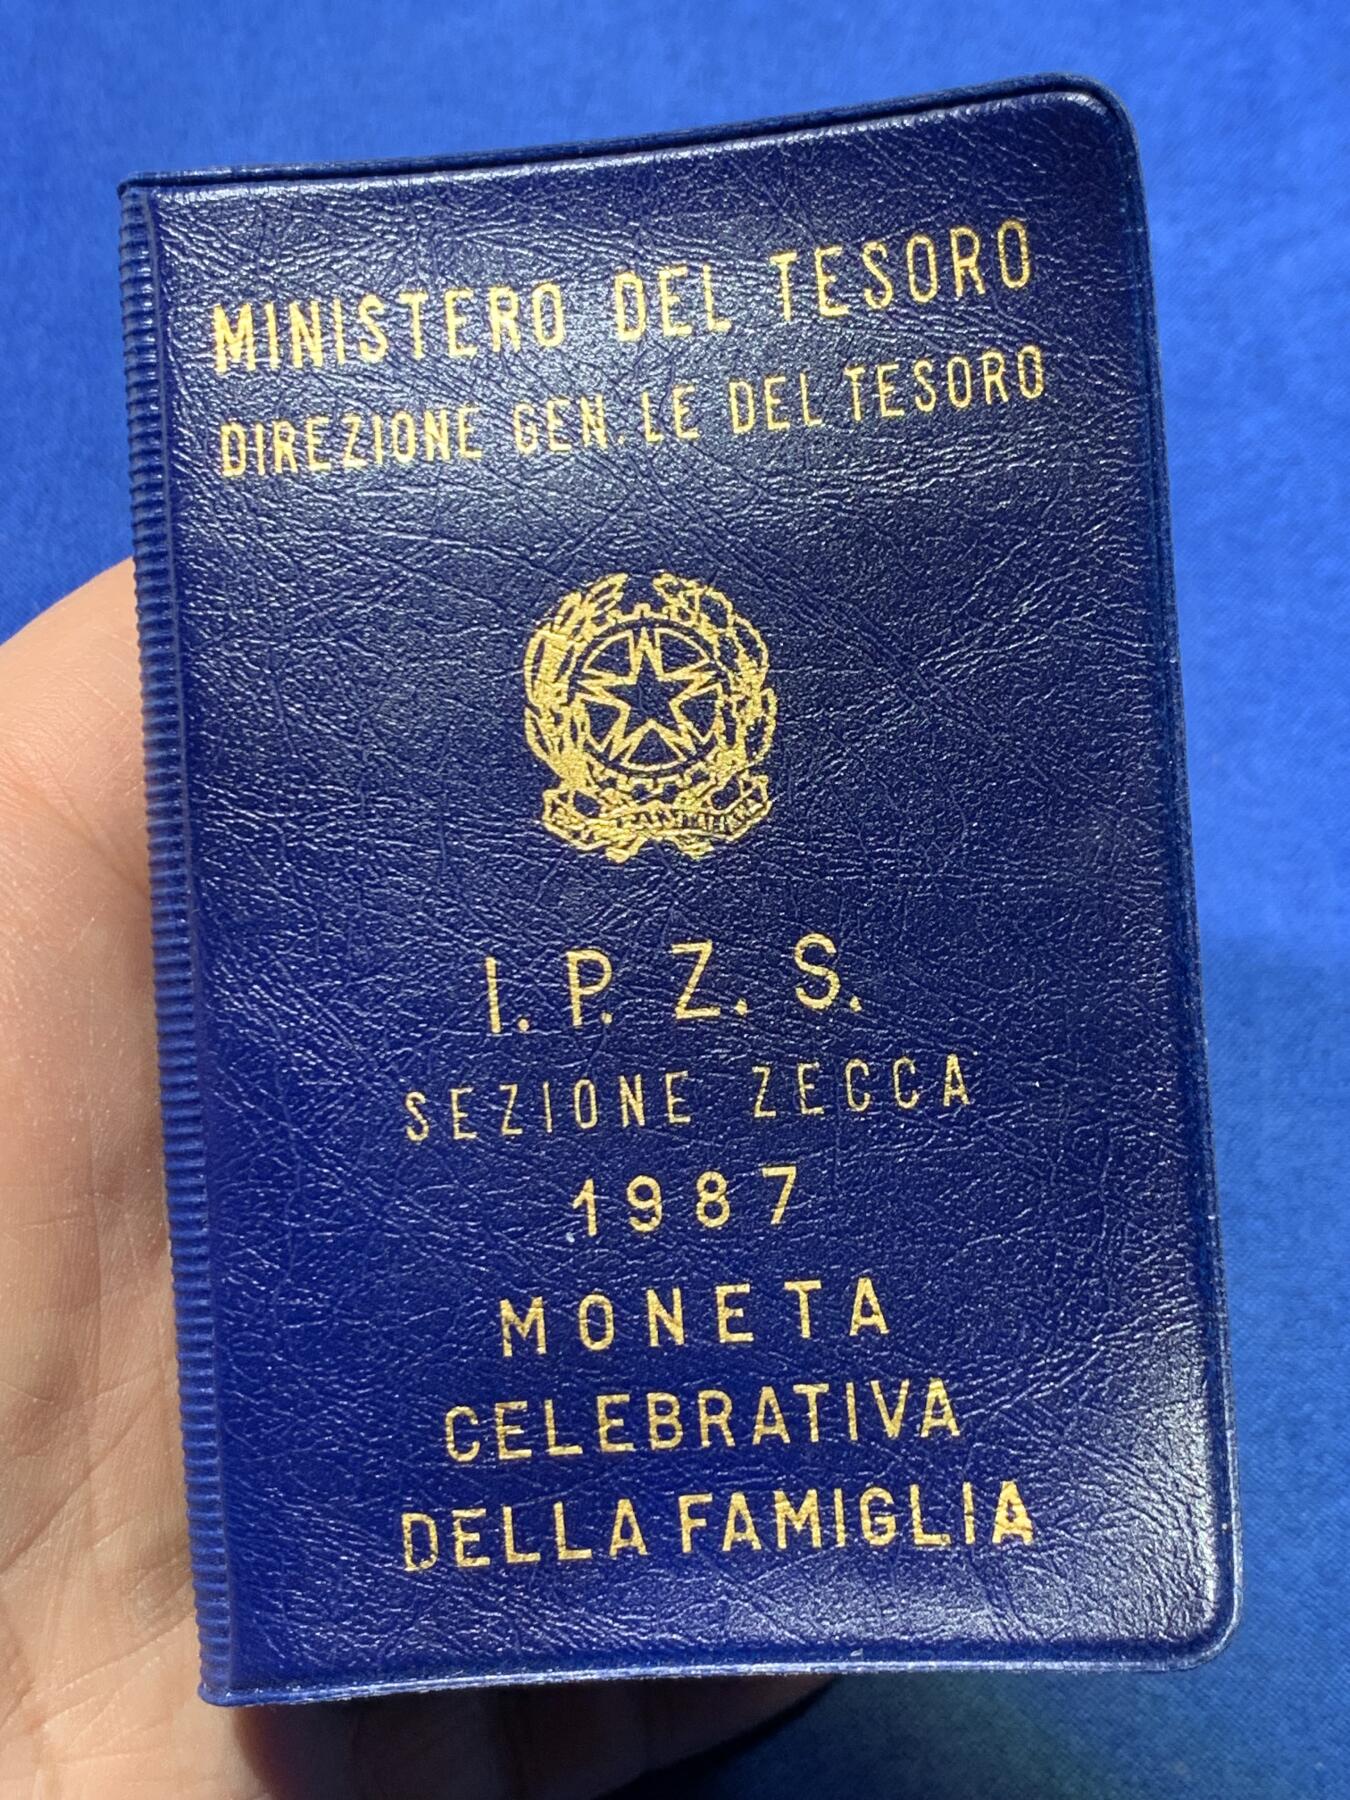 MINISTERO DEL TESORO
DIREZIONE GEN. LE DEL TESORO
I. P. Z. S.
SEZIONE ZECCA
1987
MONETA
CELEBRATIVA
DELLA FAMIGLIA